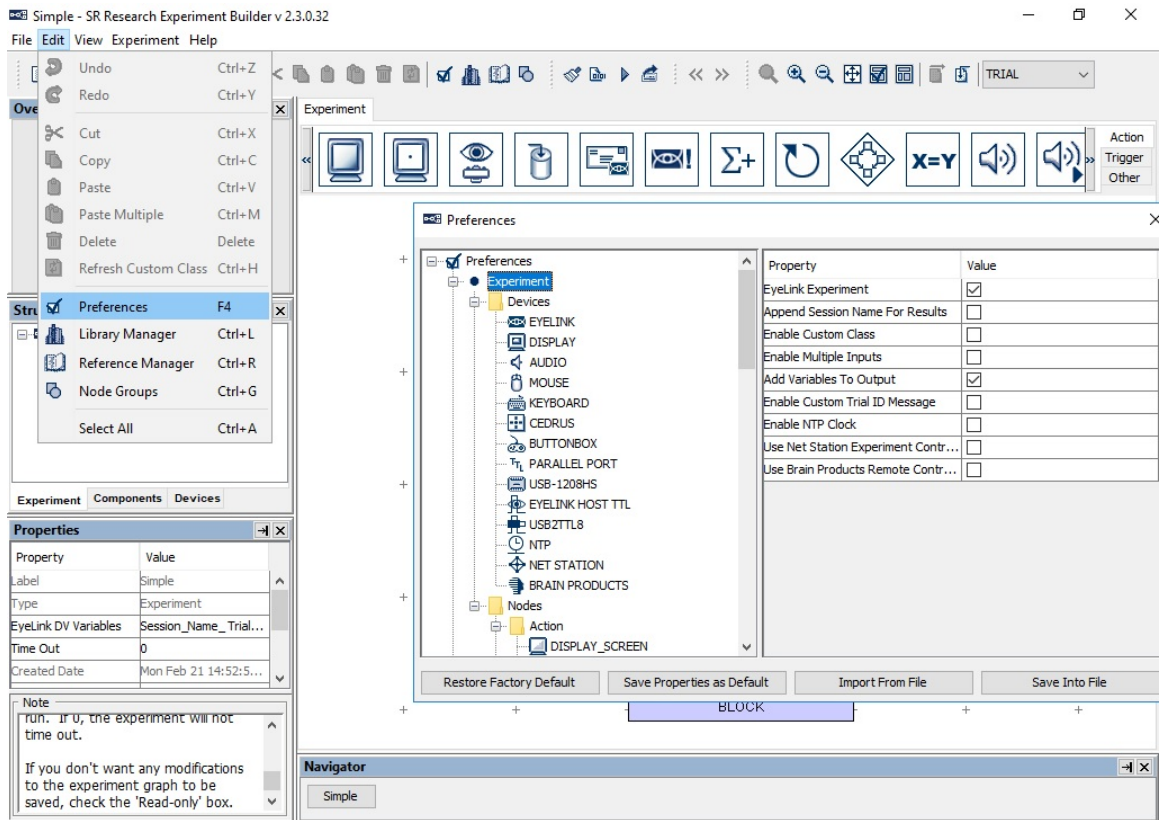 Simple - SR Research Experiment Builder v 2.3.0.32
File Edit View Experiment Help
TRIAL
Undo Ctrl+Z
Redo Ctrl+Y
Cut Ctrl+X
Copy Ctrl+C
Paste Ctrl+V
Paste Multiple Ctrl+M
Delete Delete
Refresh Custom Class Ctrl+H
Preferences F4
Library Manager Ctrl+L
Reference Manager Ctrl+R
Node Groups Ctrl+G
Select All Ctrl+A
Experiment Components Devices
Properties
Property Value
Label Simple
Type Experiment
EyeLink DV Variables Session_Name_ Trial...
Time Out 0
Created Date Mon Feb 21 14:52:5...
Note
run. If 0, the experiment will not
time out.
If you don't want any modifications
to the experiment graph to be
saved, check the 'Read-only' box.
Experiment
Σ+
X=Y
Action
Trigger
Other
Preferences
Preferences
Experiment
Devices
EYELINK
DISPLAY
AUDIO
MOUSE
KEYBOARD
CEDRUS
BUTTONBOX
TTL PARALLEL PORT
USB-1208HS
EYELINK HOST TTL
USB2TTL8
NTP
NET STATION
BRAIN PRODUCTS
Nodes
Action
DISPLAY_SCREEN
Property Value
EyeLink Experiment
Append Session Name For Results
Enable Custom Class
Enable Multiple Inputs
Add Variables To Output
Enable Custom Trial ID Message
Enable NTP Clock
Use Net Station Experiment Contr...
Use Brain Products Remote Contr...
Restore Factory Default Save Properties as Default Import From File Save Into File
BLOCK
Navigator
Simple